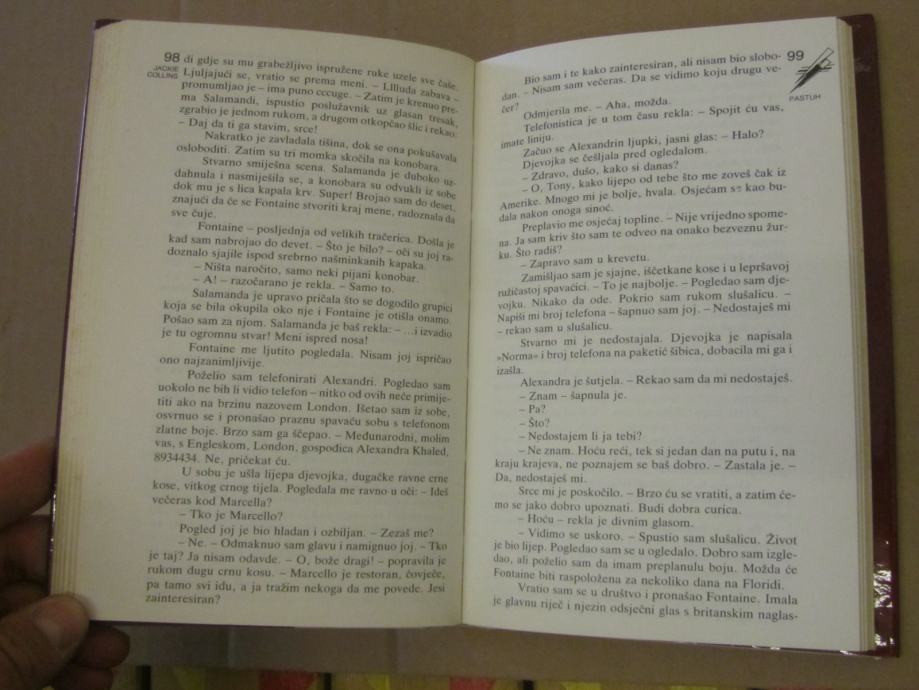 98
JACKIE
COLLINS
di gdje su mu grabežljivo ispružene ruke uzele sve čaše.
Ljuljajući se, vratio se prema meni. – Lllluda zabava –
promumljao je – ima puno cccuge. – Zatim je krenuo pre-
ma Salamandi, ispustio poslužavnik uz glasan tresak,
zgrabio je jednom rukom, a drugom otkopčao šlic i rekao:
– Daj da ti ga stavim, srce!
Nakratko je zavladala tišina, dok se ona pokušavala
osloboditi. Zatim su tri momka skočila na konobara.
Stvarno smiješna scena. Salamanda je duboko uz-
dahnula i nasmiješila se, a konobara su odvukli iz sobe
dok mu je s lica kapala krv. Super! Brojao sam do deset,
znajući da će se Fontaine stvoriti kraj mene, radoznala da
sve čuje.
Fontaine – posljednja od velikih tračerica. Došla je
kad sam nabrojao do devet. – Što je bilo? – oči su joj ra-
doznalo sjajile ispod srebrno našminkanih kapaka.
– Ništa naročito, samo neki pijani konobar.
– A! – razočarano je rekla. – Samo to.
Salamanda je upravo pričala što se dogodilo grupici
koja se bila okupila oko nje i Fontaine je otišla onamo.
Pošao sam za njom. Salamanda je baš rekla: – ...i izvadio
je tu ogromnu stvar! Meni ispred nosa!
Fontaine me ljutito pogledala. Nisam joj ispričao
ono najzanimljivije.
Poželio sam telefonirati Alexandri. Pogledao sam
uokolo ne bih li vidio telefon – nitko od ovih neće primije-
titi ako na brzinu nazovem London. Išetao sam iz sobe,
osvrnuo se i pronašao praznu spavaću sobu s telefonom
zlatne boje. Brzo sam ga ščepao. – Međunarodni, molim
vas, s Engleskom, London, gospodica Alexandra Khaled,
8934434. Ne, pričekat ću.
U sobu je ušla lijepa djevojka, dugačke ravne crne
kose, vitkog crnog tijela. Pogledala me ravno u oči: – Ideš
večeras kod Marcella?
– Tko je Marcello?
Pogled joj je bio hladan i ozbiljan. – Zezaš me?
– Ne. – Odmaknuo sam glavu i namignuo joj. – Tko
je taj? Ja nisam odavde. – O, bože dragi! – popravila je
rukom dugu crnu kosu. – Marcello je restoran, čovječe,
pa tamo svi idu, a ja tražim nekoga da me povede. Jesi
zainteresiran?
99
PASTUH
Bio sam i te kako zainteresiran, ali nisam bio slobo-
dan. – Nisam sam večeras. Da se vidimo koju drugu ve-
čer?
Odmjerila me. – Aha, možda.
Telefonistica je u tom času rekla: – Spojit ću vas,
imate liniju.
Začuo se Alexandrin ljupki, jasni glas: – Halo?
Djevojka se češljala pred ogledalom.
– Zdravo, dušo, kako si danas?
– O, Tony, kako lijepo od tebe što me zoveš čak iz
Amerike. Mnogo mi je bolje, hvala. Osjećam se kao bu-
dala nakon onoga sinoć.
Preplavio me osjećaj topline. – Nije vrijedno spome-
na. Ja sam kriv što sam te odveo na onako bezveznu žur-
ku. Što radiš?
– Zapravo sam u krevetu.
Zamišljao sam je sjajne, iščetkane kose i u lepršavoj
ružičastoj spavaćici. – To je najbolje. – Pogledao sam dje-
vojku. Nikako da ode. Pokrio sam rukom slušalicu. –
Napiši mi broj telefona – šapnuo sam joj. – Nedostaješ mi
– rekao sam u slušalicu.
Stvarno mi je nedostajala. Djevojka je napisala
»Norma« i broj telefona na paketić šibica, dobacila mi ga i
izašla.
Alexandra je šutjela. – Rekao sam da mi nedostaješ.
– Znam – šapnula je.
– Pa?
– Što?
– Nedostajem li ja tebi?
– Ne znam. Hoću reći, tek si jedan dan na putu i, na
kraju krajeva, ne poznajem se baš dobro. – Zastala je. –
Da, nedostaješ mi.
Srce mi je poskočilo. – Brzo ću se vratiti, a zatim će-
mo se jako dobro upoznati. Budi dobra curica.
– Hoću – rekla je divnim glasom.
– Vidimo se uskoro. – Spustio sam slušalicu. Život
je bio lijep. Pogledao sam se u ogledalo. Dobro sam izgle-
dao, ali poželio sam da imam preplanulu boju. Možda će
Fontaine biti raspoložena za nekoliko dana na Floridi.
Vratio sam se u društvo i pronašao Fontaine. Imala
je glavnu riječ i njezin odsječni glas s britanskim naglas-